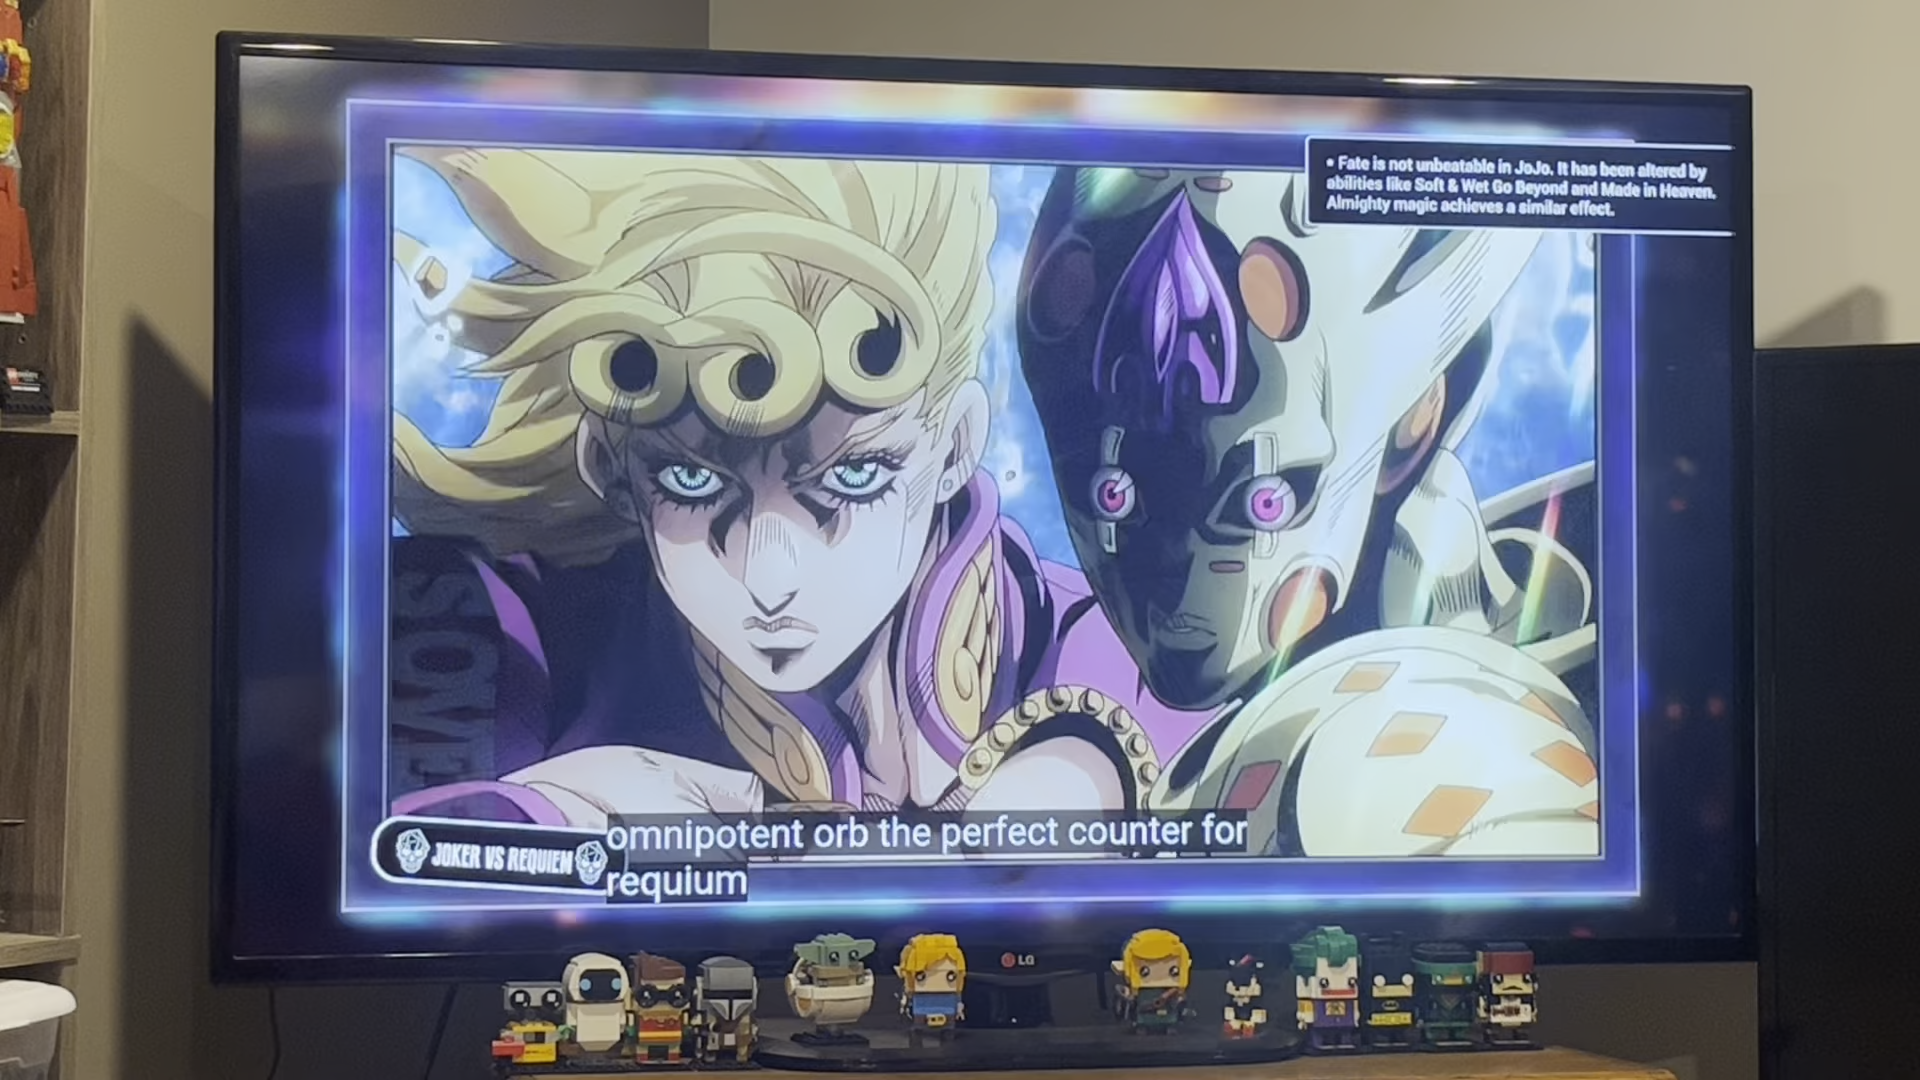 • Fate is not unbeatable in JoJo. It has been altered by
abilities like Soft & Wet Go Beyond and Made in Heaven.
Almighty magic achieves a similar effect.
JOKER VS REQUIEM
omnipotent orb the perfect counter for
requium
LG